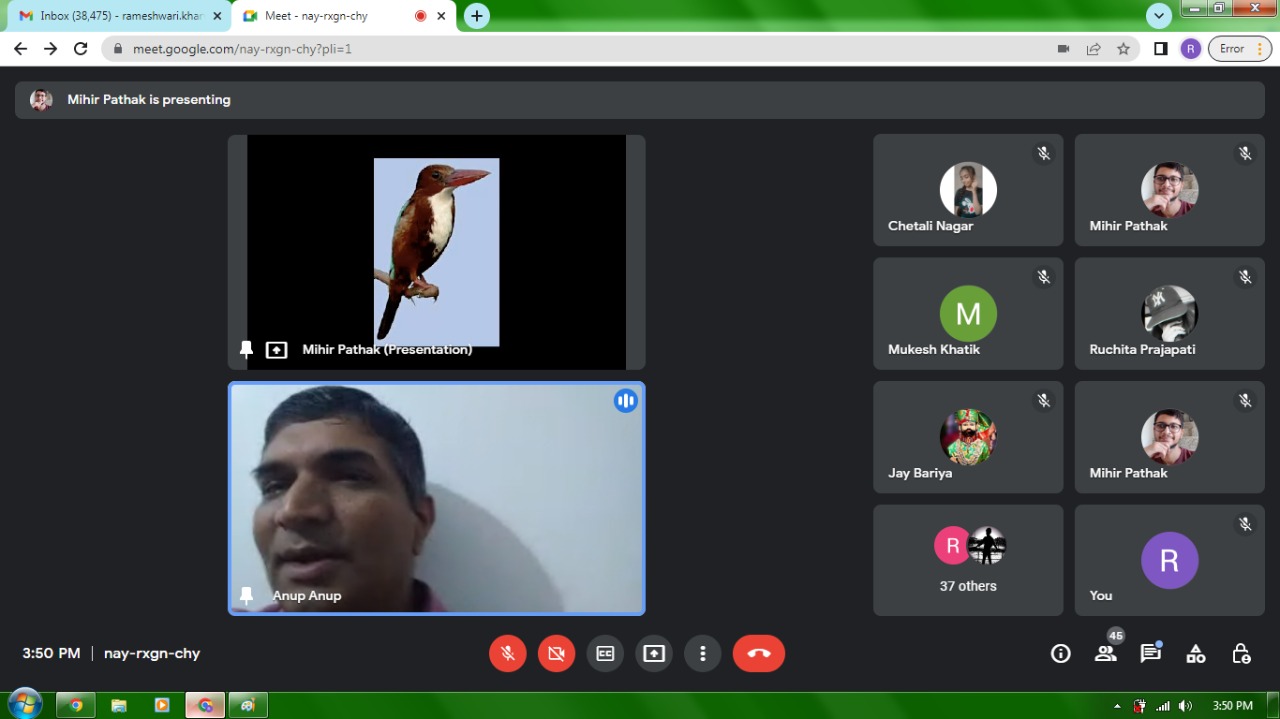 Inbox (38,475) - rameshwari.khar
Meet - nay-rxgn-chy
meet.google.com/nay-rxgn-chy?pli=1
R
Error
Mihir Pathak is presenting
Mihir Pathak (Presentation)
Anup Anup
Chetali Nagar
Mihir Pathak
M
Mukesh Khatik
Ruchita Prajapati
Jay Bariya
Mihir Pathak
R
37 others
R
You
3:50 PM | nay-rxgn-chy
CC
45
3:50 PM